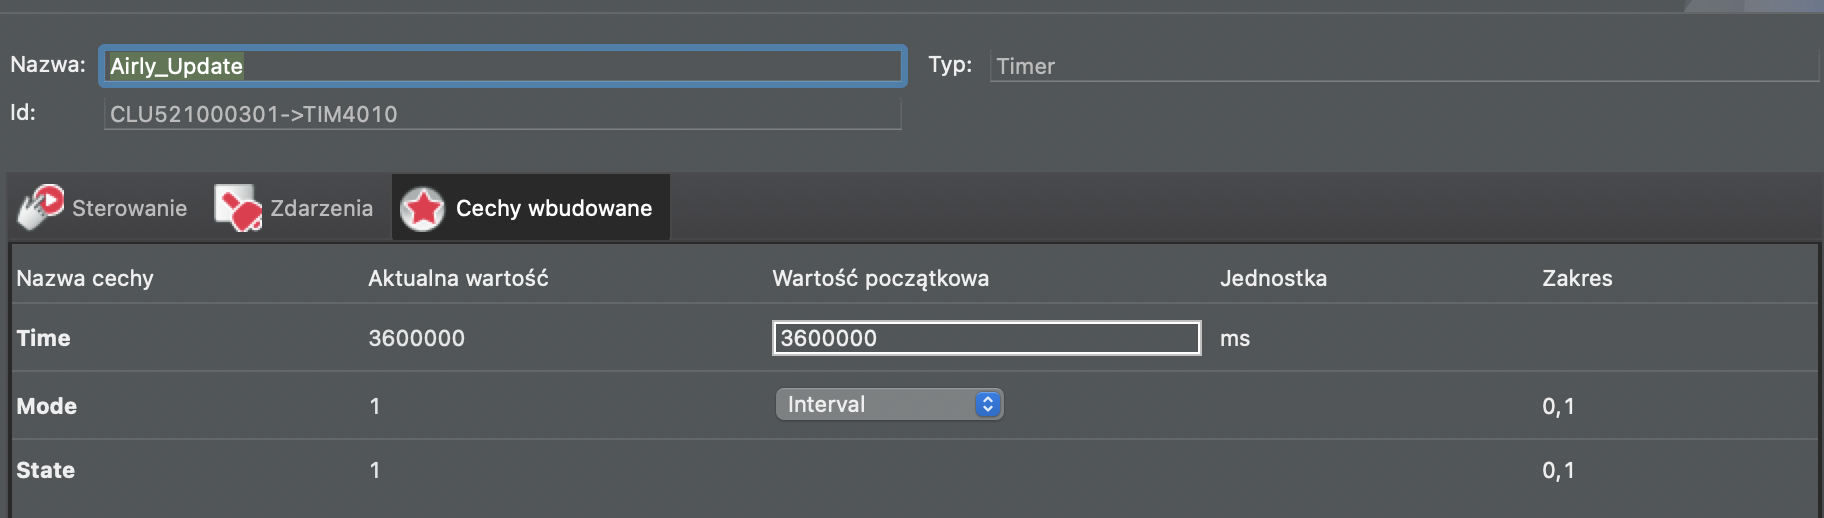 Nazwa: Airly_Update Typ: Timer
Id: CLU521000301->TIM4010
Sterowanie Zdarzenia Cechy wbudowane
Nazwa cechy Aktualna wartość Wartość początkowa Jednostka Zakres
Time 3600000 3600000 ms
Mode 1 Interval 0,1
State 1 0,1